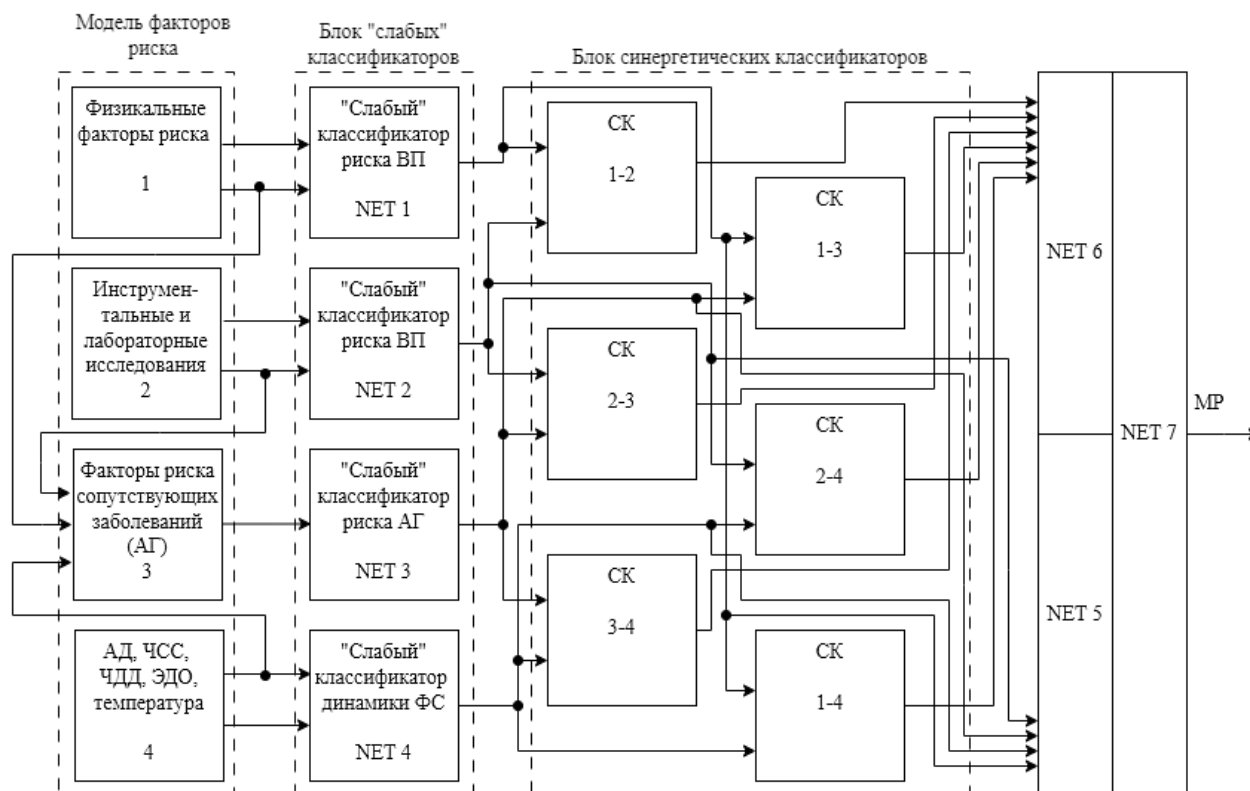 Модель факторов
риска
Блок "слабых"
классификаторов
Блок синергетических классификаторов
Физикальные
факторы риска
1
Инструмен-
тальные и
лабораторные
исследования
2
Факторы риска
сопутствующих
заболеваний
(АГ)
3
АД, ЧСС,
ЧДД, ЭДО,
температура
4
"Слабый"
классификатор
риска ВП
NET 1
"Слабый"
классификатор
риска ВП
NET 2
"Слабый"
классификатор
риска АГ
NET 3
"Слабый"
классификатор
динамики ФС
NET 4
СК
1-2
СК
1-3
СК
2-3
СК
2-4
СК
3-4
СК
1-4
NET 6
NET 5
NET 7
МР